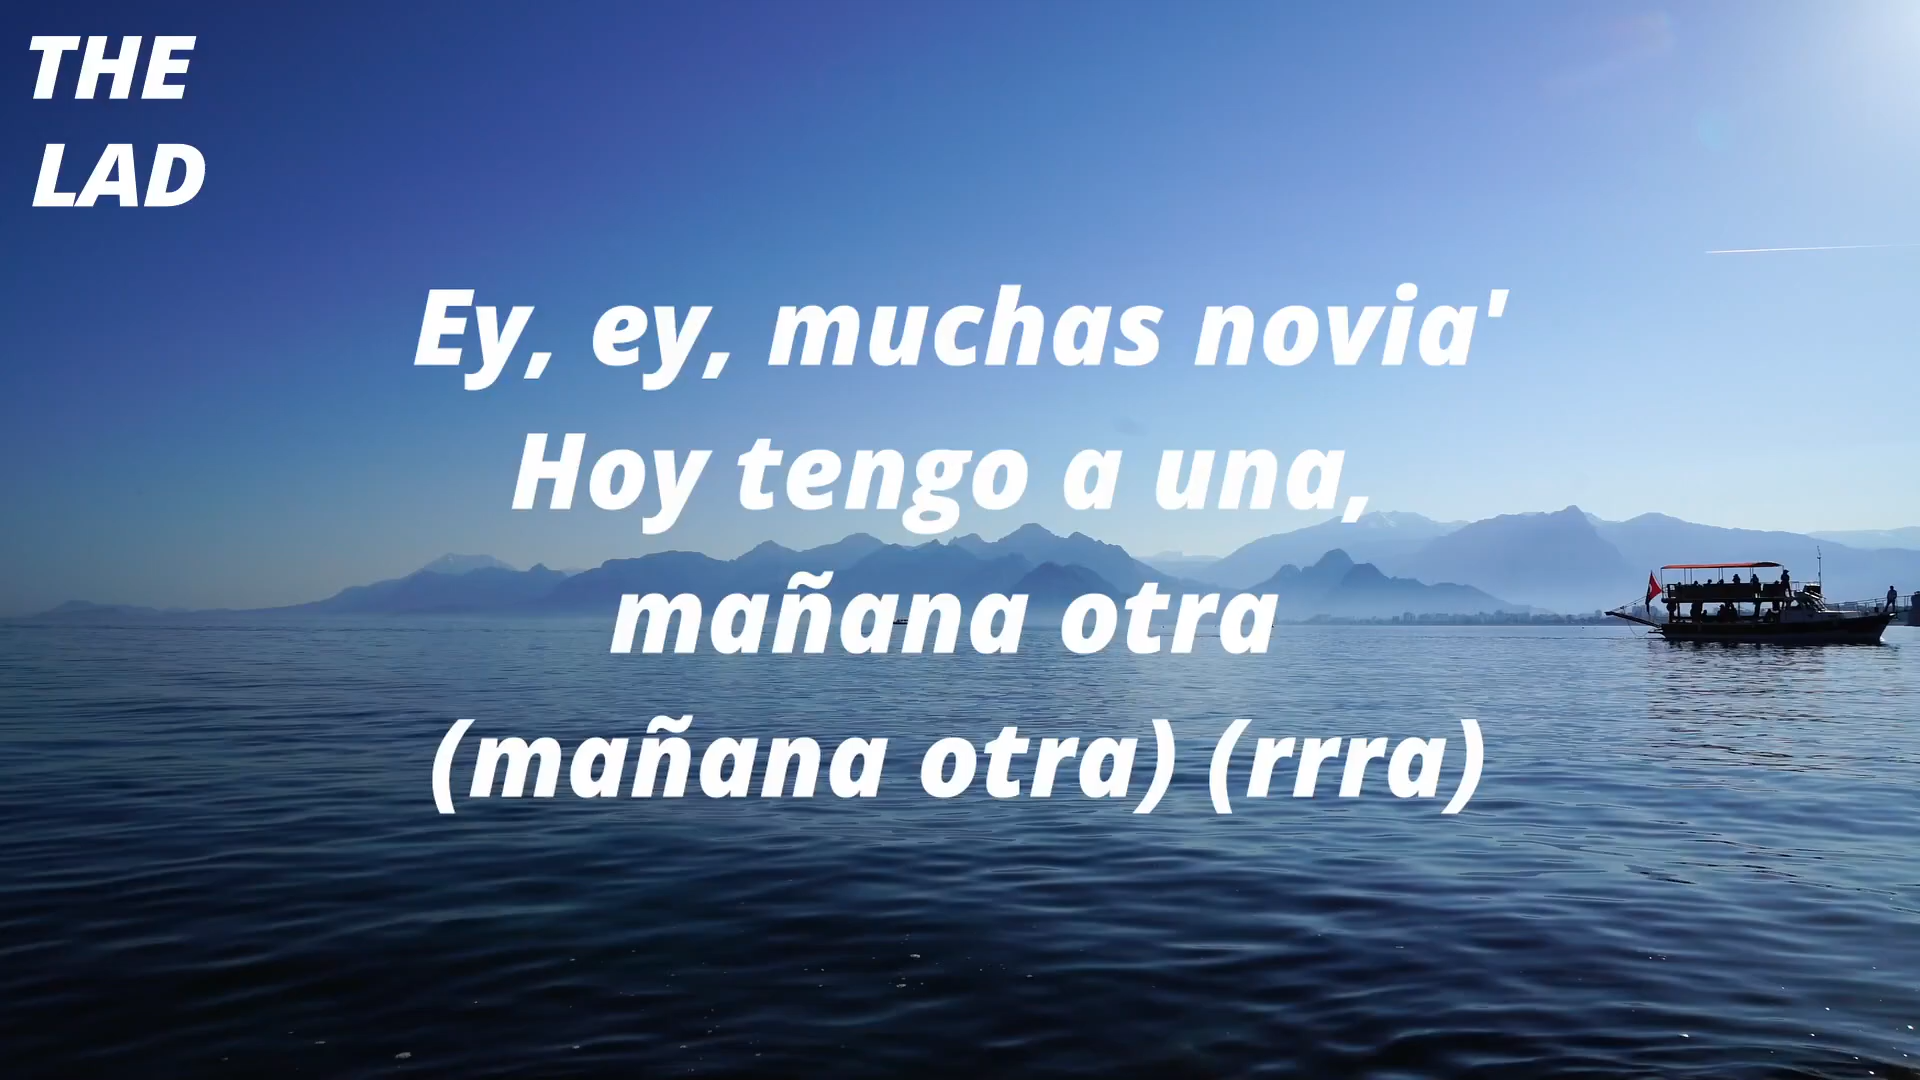 THE
LAD
Ey, ey, muchas novia'
Hoy tengo a una,
mañana otra
(mañana otra) (rrra)